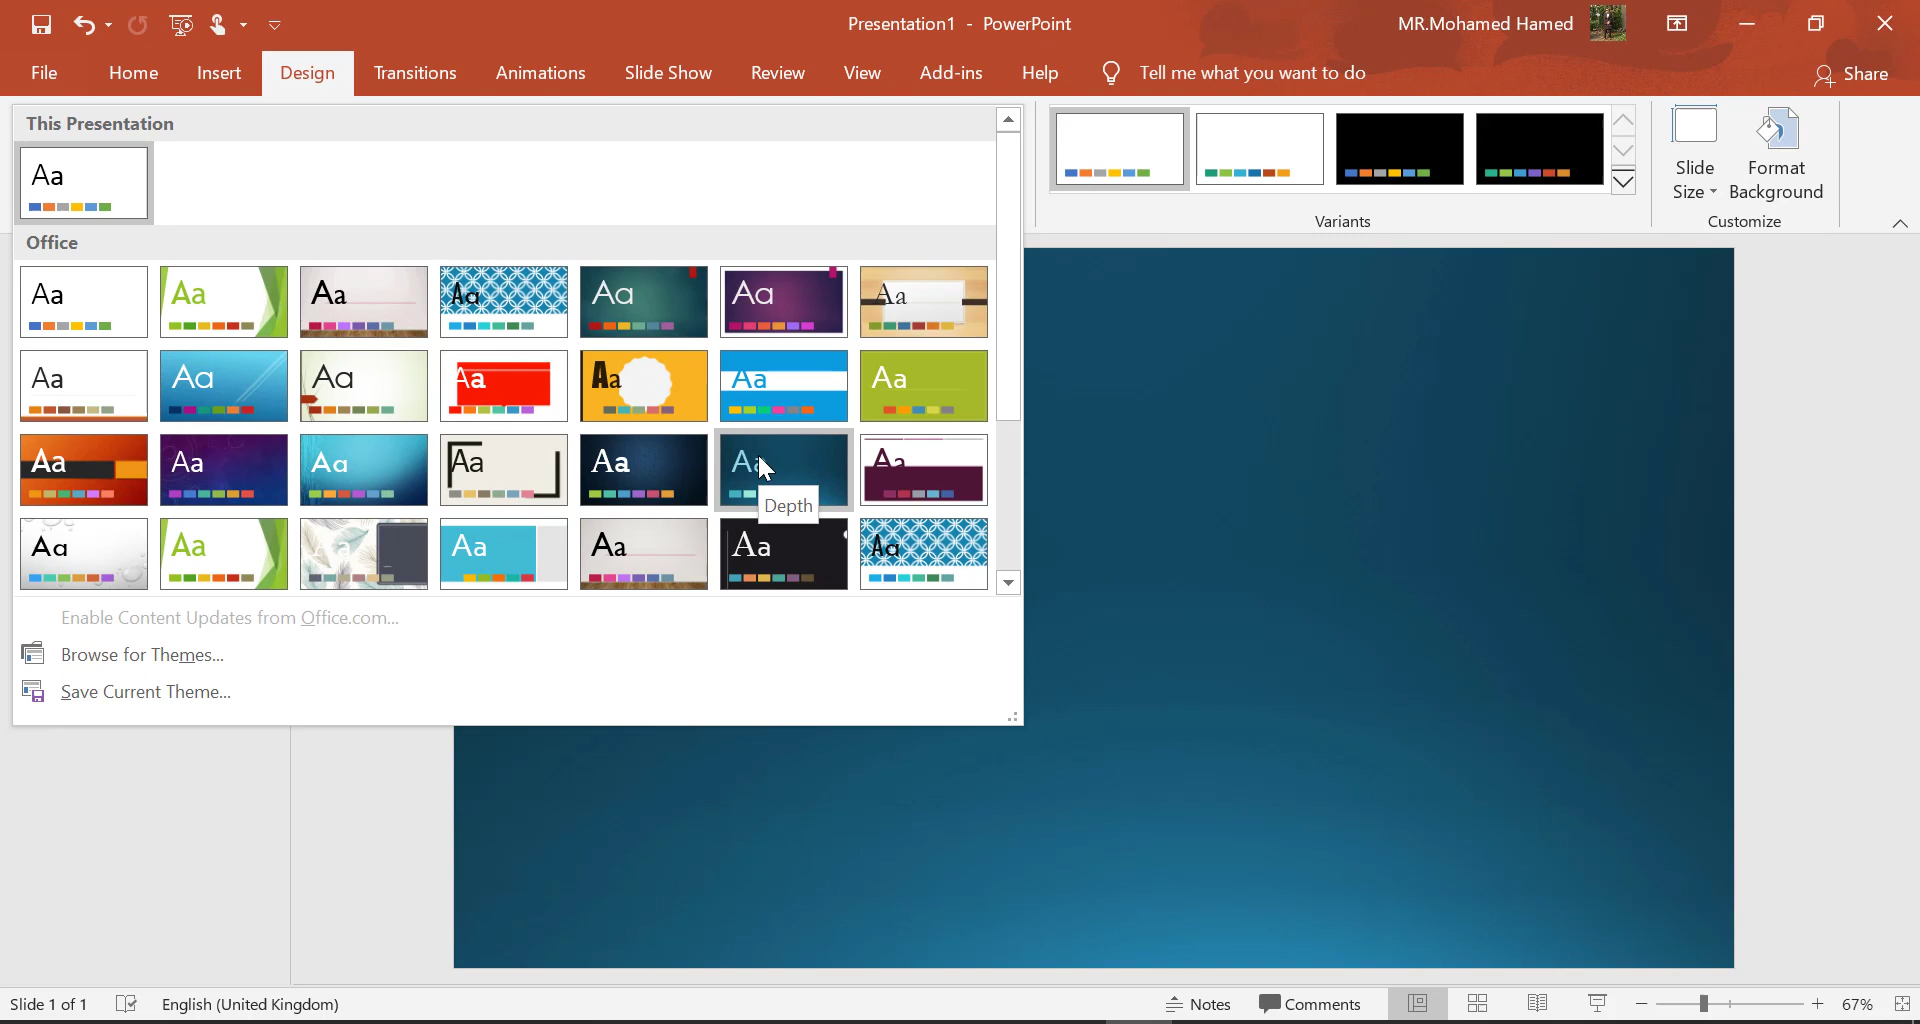 Presentation1 - PowerPoint
MR.Mohamed Hamed
File Home Insert Design Transitions Animations Slide Show Review View Add-ins Help Tell me what you want to do
Share
This Presentation
Aa
Office
Aa Aa Aa Aa Aa Aa Aa
Aa Aa Aa Aa Aa Aa Aa
Aa Aa Aa Aa Aa Aa Aa
Depth
Aa Aa Aa Aa Aa Aa Aa
Enable Content Updates from Office.com...
Browse for Themes...
Save Current Theme...
Variants
Slide
Size
Format
Background
Customize
Slide 1 of 1
English (United Kingdom)
Notes
Comments
67%